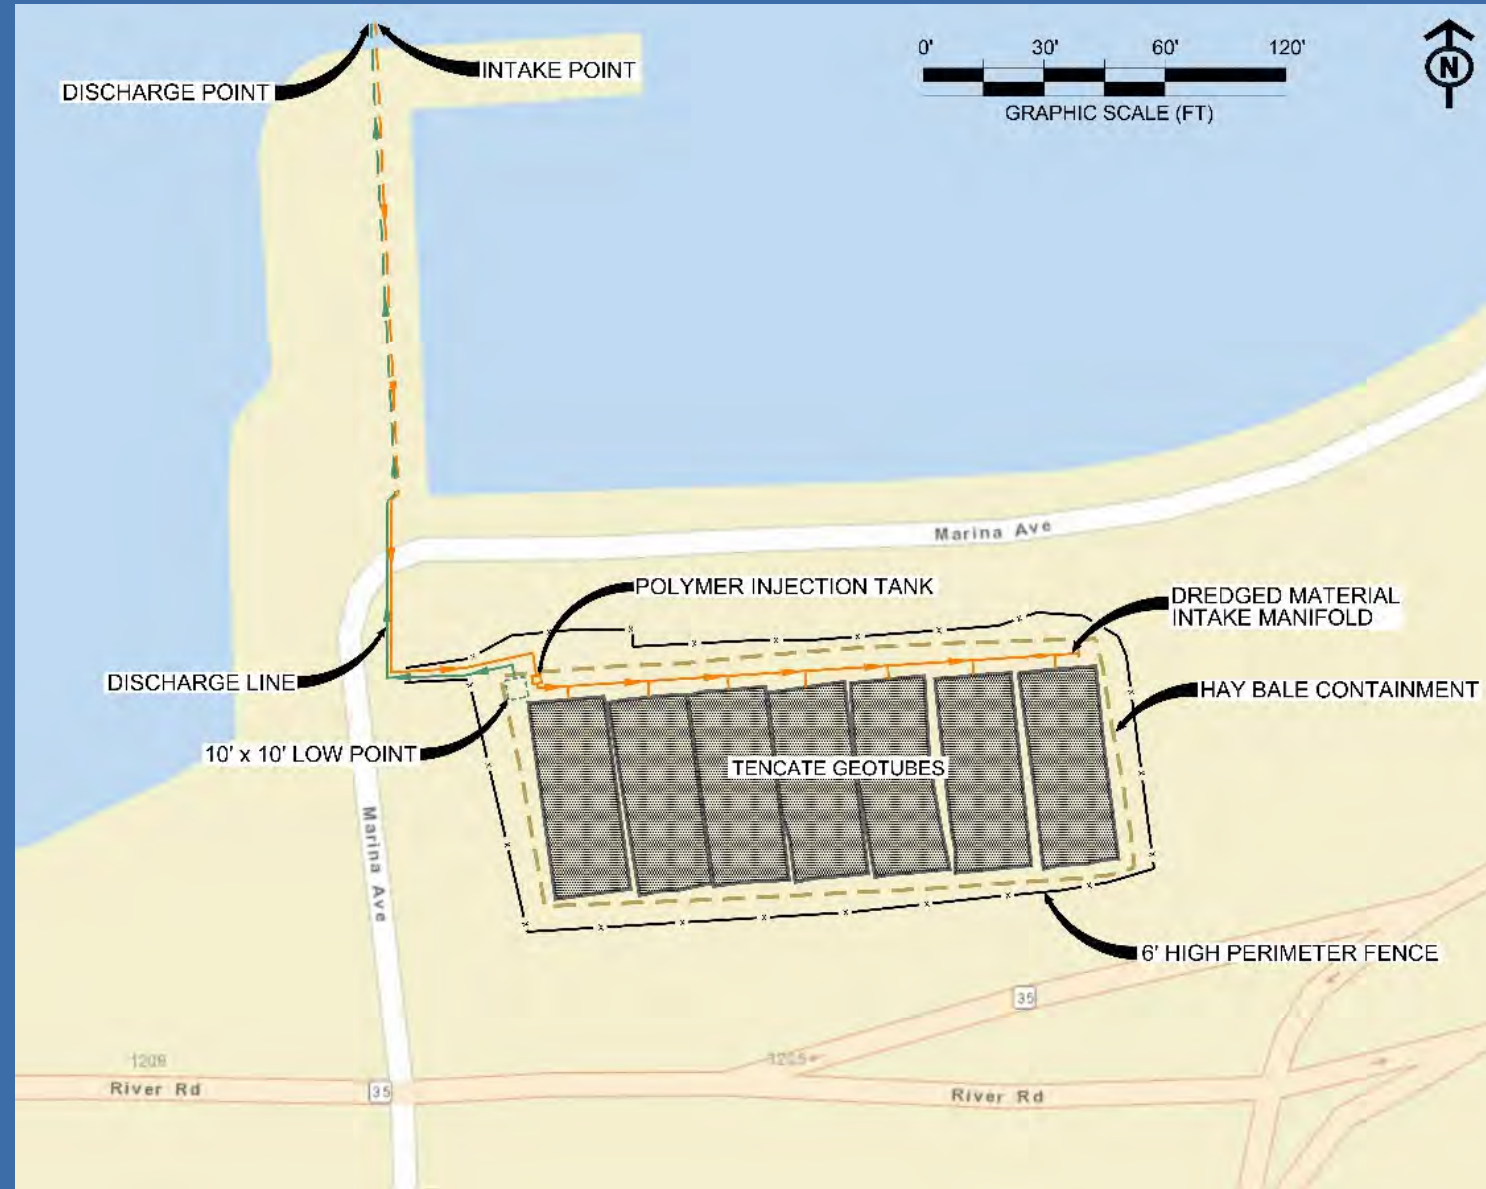 0' 30' 60' 120'
GRAPHIC SCALE (FT)
N
INTAKE POINT
DISCHARGE POINT
Marina Ave
POLYMER INJECTION TANK
DREDGED MATERIAL
INTAKE MANIFOLD
DISCHARGE LINE
HAY BALE CONTAINMENT
10' x 10' LOW POINT
TENCATE GEOTUBES
Marina Ave
6' HIGH PERIMETER FENCE
35
1209
1205
River Rd
35
River Rd